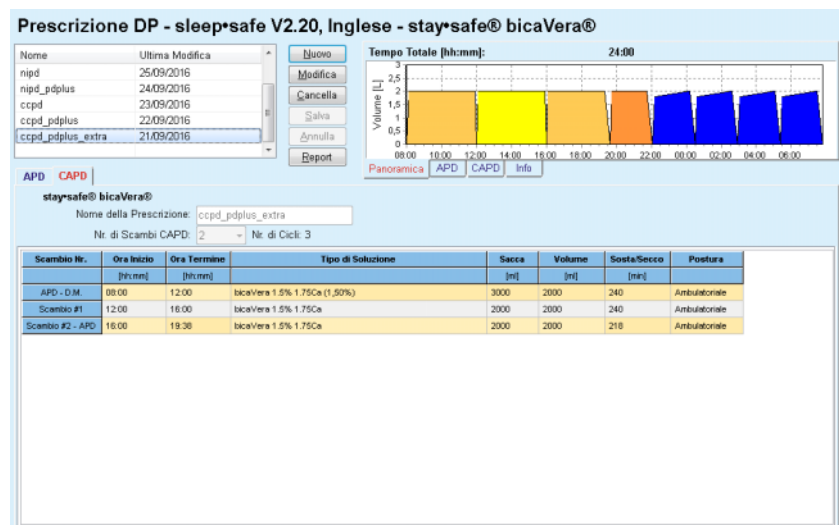 Prescrizione DP - sleep•safe V2.20, Inglese - stay•safe® bicaVera®
Nome Ultima Modifica
nipd 25/09/2016
nipd_pdplus 24/09/2016
ccpd 23/09/2016
ccpd_pdplus 22/09/2016
ccpd_pdplus_extra 21/09/2016
Nuovo
Modifica
Cancella
Salva
Annulla
Report
Tempo Totale [hh:mm]: 24:00
Volume [L]
3
2,5
2
1,5
1
0,5
0
08:00 10:00 12:00 14:00 16:00 18:00 20:00 22:00 00:00 02:00 04:00 06:00
Panoramica APD CAPD Info
APD CAPD
stay•safe® bicaVera®
Nome della Prescrizione: ccpd_pdplus_extra
Nr. di Scambi CAPD: 2 Nr. di Cicli: 3
Scambio Nr. Ora Inizio Ora Termine Tipo di Soluzione Sacca Volume Sosta/Secco Postura
[hh:mm] [hh:mm] [ml] [ml] [min]
APD - D.M. 08:00 12:00 bicaVera 1.5% 1.75Ca (1,50%) 3000 2000 240 Ambulatoriale
Scambio #1 12:00 16:00 bicaVera 1.5% 1.75Ca 2000 2000 240 Ambulatoriale
Scambio #2 - APD 16:00 19:38 bicaVera 1.5% 1.75Ca 2000 2000 218 Ambulatoriale